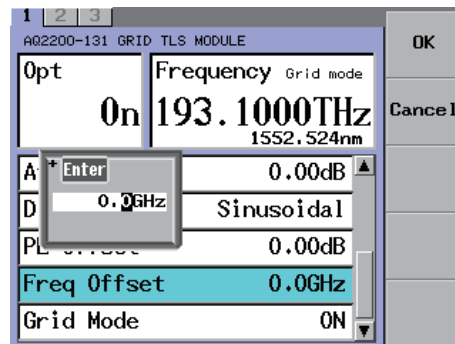 1 2 3
AQ2200-131 GRID TLS MODULE
Opt
On
Frequency Grid mode
193.1000THz
1552.524nm
OK
Cancel
+ Enter
0.0GHz
A
0.00dB
D
Sinusoidal
0.00dB
Freq Offset
0.0GHz
Grid Mode
ON